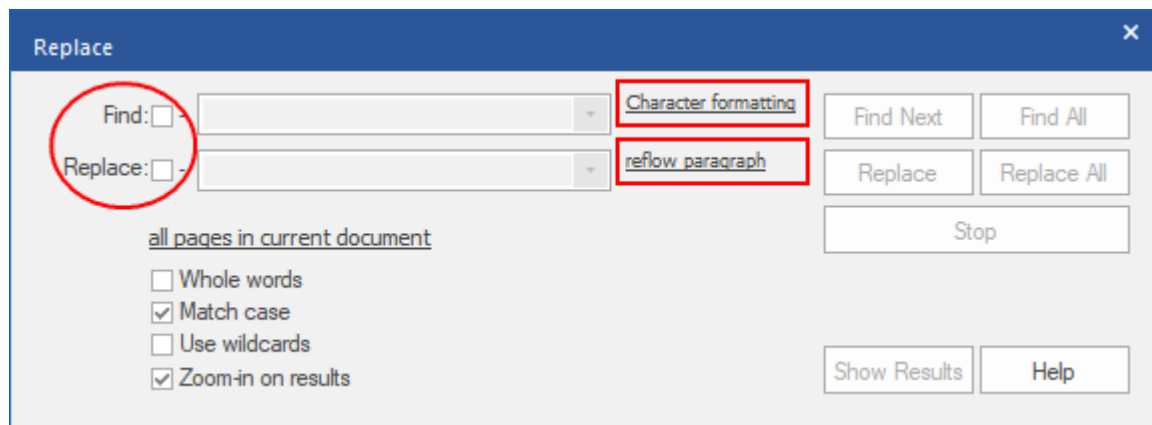 Replace
Find: - Character formatting Find Next Find All
Replace: - reflow paragraph Replace Replace All
all pages in current document Stop
Whole words
Match case
Use wildcards
Zoom-in on results Show Results Help